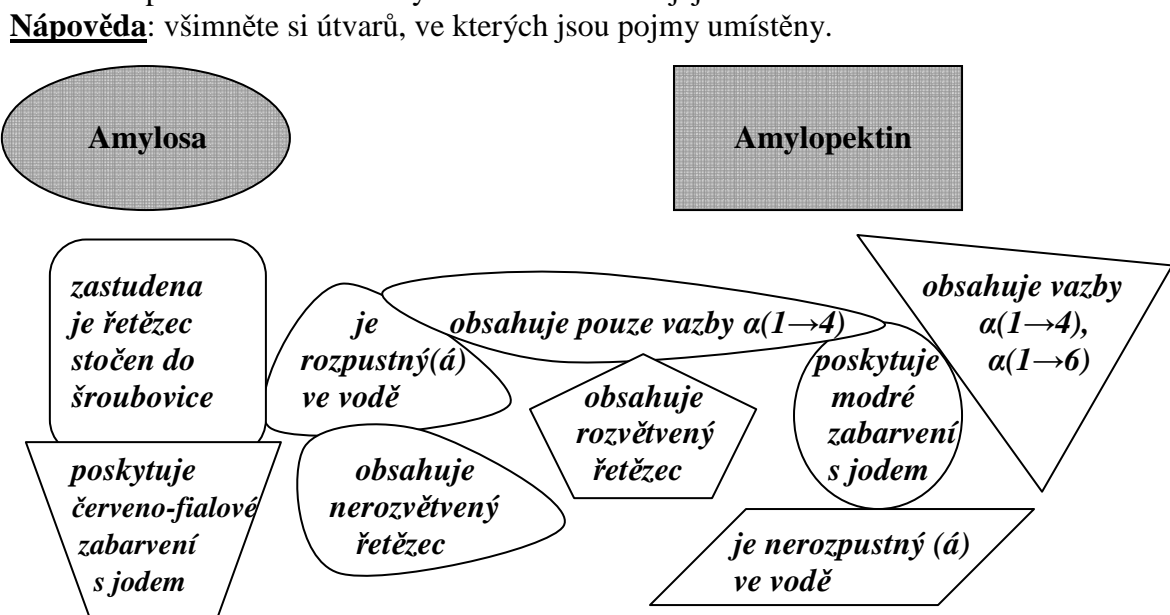 Nápověda: všimněte si útvarů, ve kterých jsou pojmy umístěny.
Amylosa
Amylopektin
zastudena
je řetězec
stočen do
šroubovice
je
rozpustný(á)
ve vodě
obsahuje pouze vazby α(1→4)
obsahuje vazby
α(1→4),
α(1→6)
poskytuje
modré
zabarvení
s jodem
obsahuje
rozvětvený
řetězec
poskytuje
červeno-fialové
zabarvení
s jodem
obsahuje
nerozvětvený
řetězec
je nerozpustný (á)
ve vodě